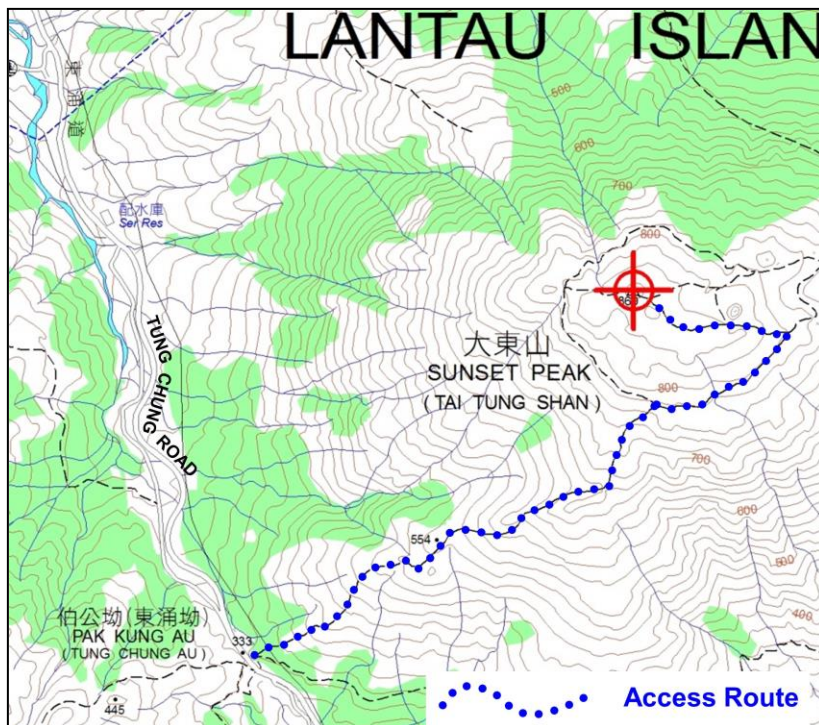 LANTAU ISLAN
東涌道
500
600
700
800
配水庫
Ser Res
TUNG CHUNG ROAD
大東山
SUNSET PEAK
( TAI TUNG SHAN )
800
700
600
500
400
554
伯公坳(東涌坳)
PAK KUNG AU
( TUNG CHUNG AU )
333
445
Access Route